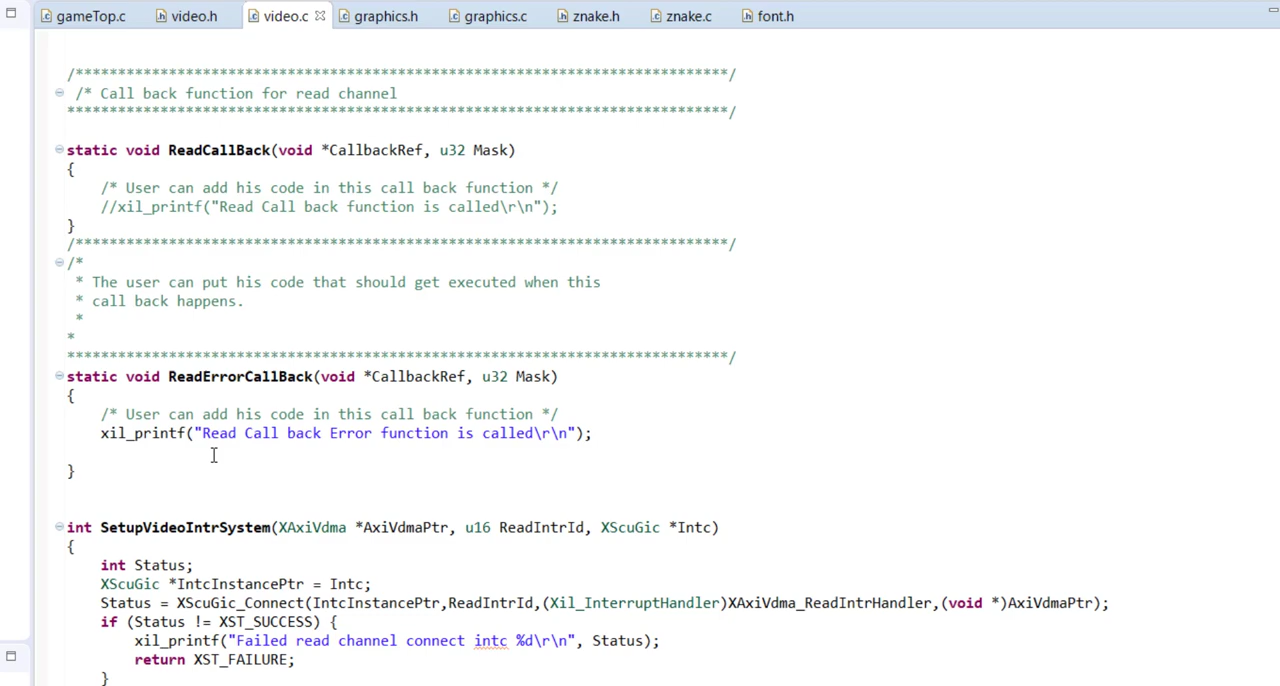 gameTop.c video.h video.c graphics.h graphics.c znake.h znake.c font.h
/*****************************************************************************/
/* Call back function for read channel
******************************************************************************/
static void ReadCallBack(void *CallbackRef, u32 Mask)
{
/* User can add his code in this call back function */
//xil_printf("Read Call back function is called\r\n");
}
/*****************************************************************************/
/*
* The user can put his code that should get executed when this
* call back happens.
*
*
******************************************************************************/
static void ReadErrorCallBack(void *CallbackRef, u32 Mask)
{
/* User can add his code in this call back function */
xil_printf("Read Call back Error function is called\r\n");
}
int SetupVideoIntrSystem(XAxiVdma *AxiVdmaPtr, u16 ReadIntrId, XScuGic *Intc)
{
int Status;
XScuGic *IntcInstancePtr = Intc;
Status = XScuGic_Connect(IntcInstancePtr,ReadIntrId,(Xil_InterruptHandler)XAxiVdma_ReadIntrHandler,(void *)AxiVdmaPtr);
if (Status != XST_SUCCESS) {
xil_printf("Failed read channel connect intc %d\r\n", Status);
return XST_FAILURE;
}